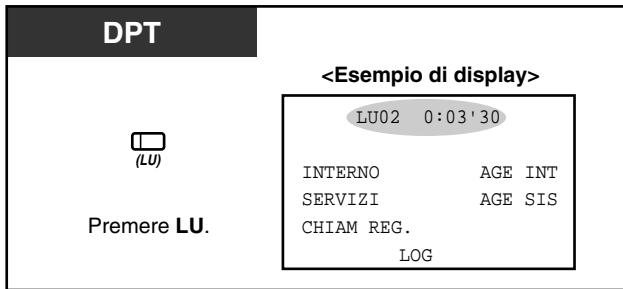 DPT
(LU)
Premere LU.
<Esempio di display>
LU02 0:03'30
INTERNO AGE INT
SERVIZI AGE SIS
CHIAM REG.
LOG